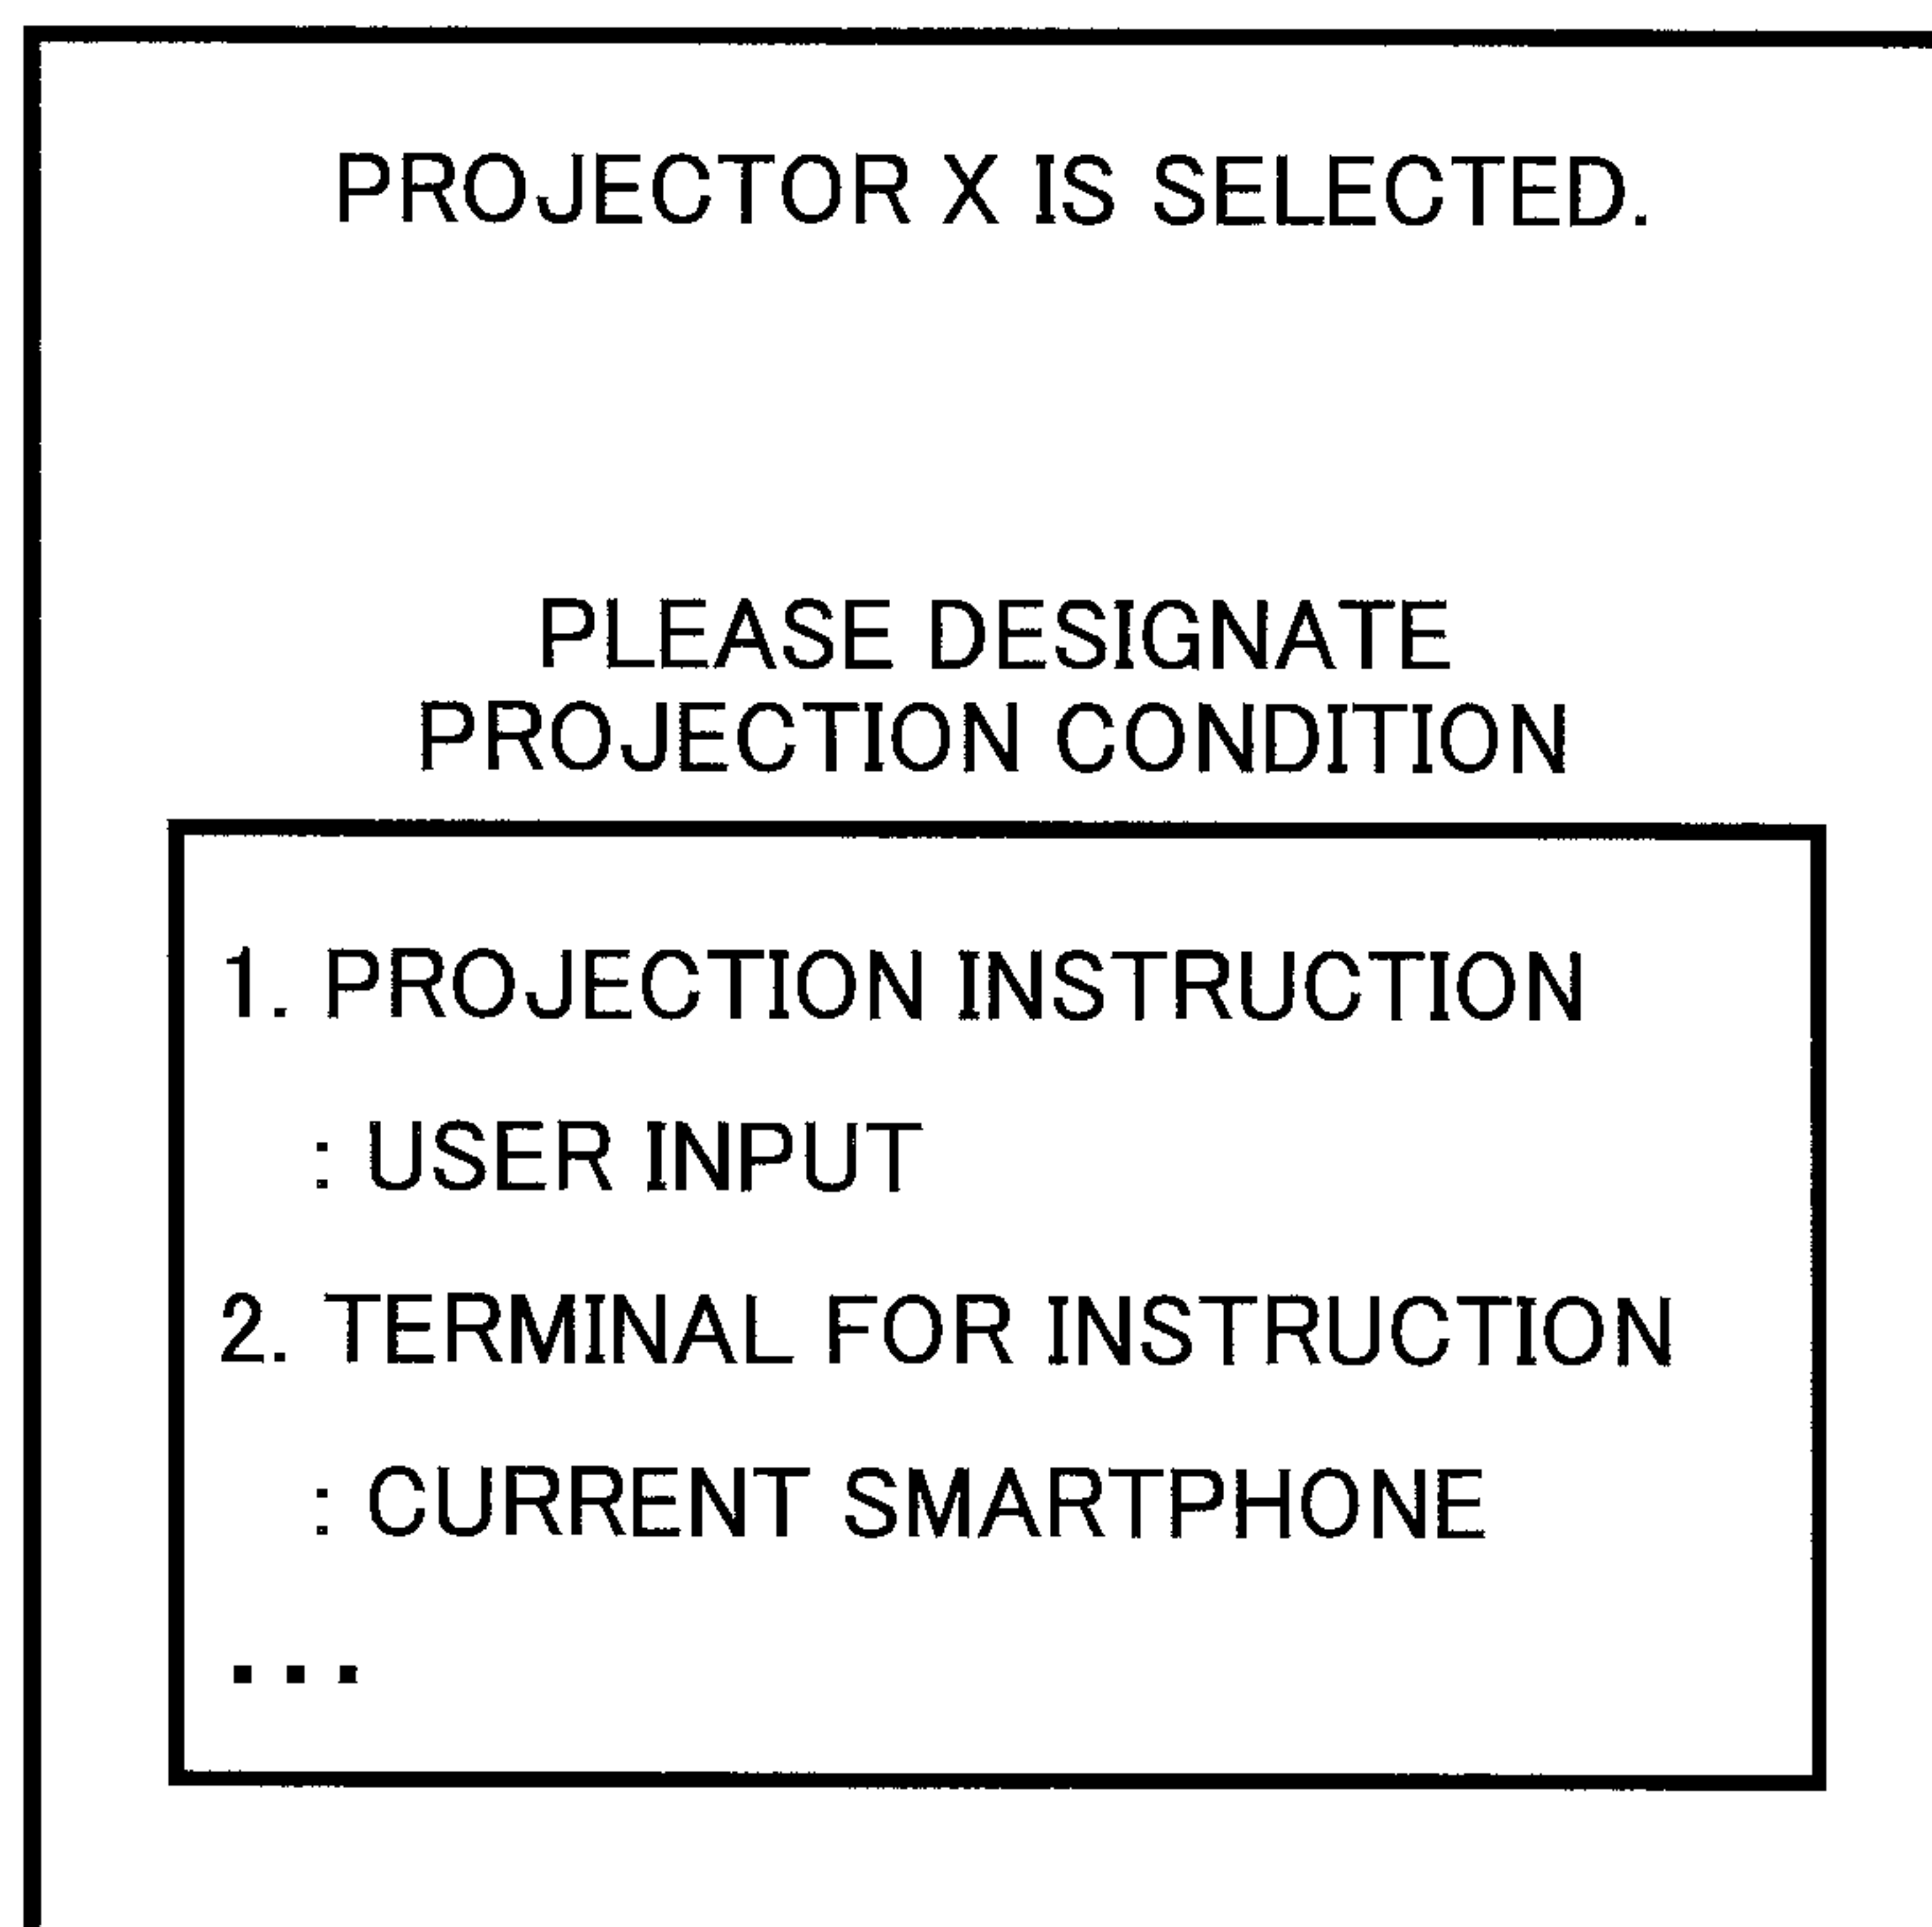 PROJECTOR X IS SELECTED.
PLEASE DESIGNATE
PROJECTION CONDITION
1. PROJECTION INSTRUCTION
: USER INPUT
2. TERMINAL FOR INSTRUCTION
: CURRENT SMARTPHONE
...